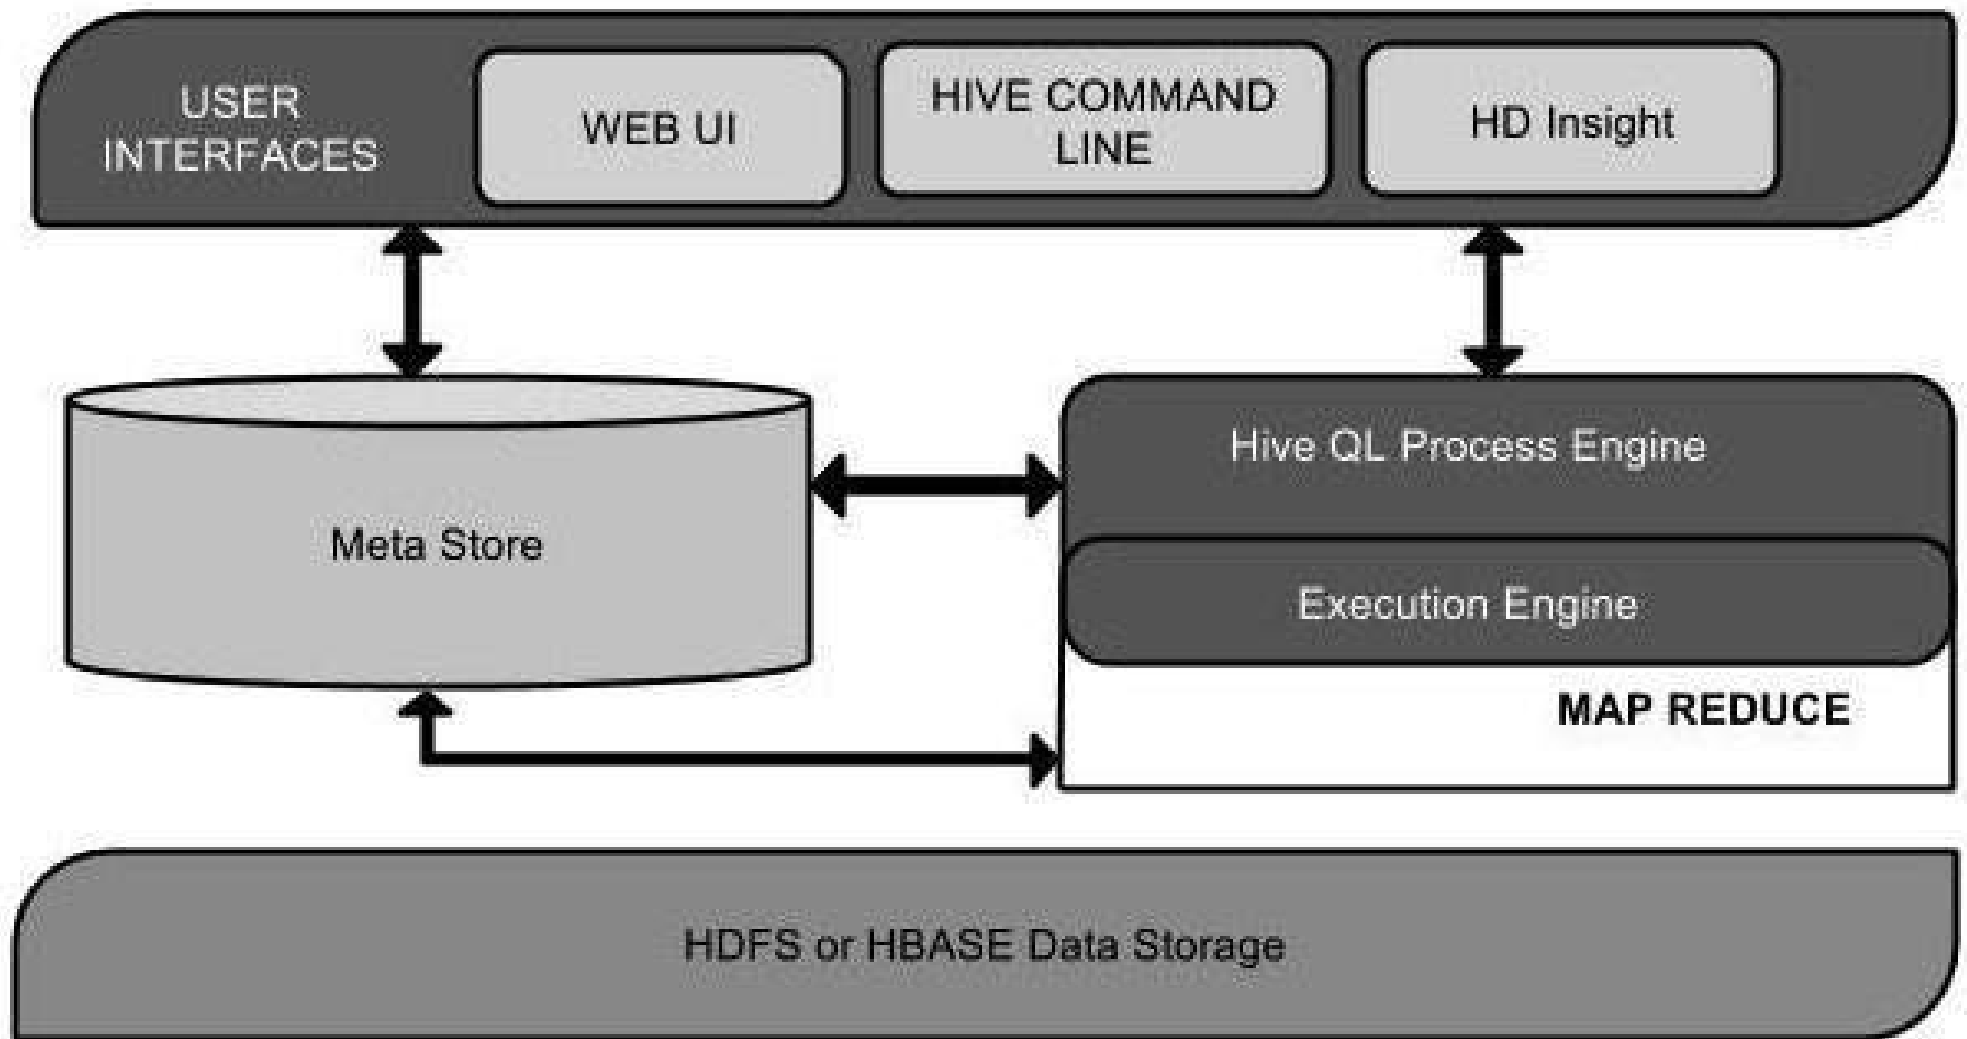 USER
INTERFACES
WEB UI
HIVE COMMAND
LINE
HD Insight
Meta Store
Hive QL Process Engine
Execution Engine
MAP REDUCE
HDFS or HBASE Data Storage